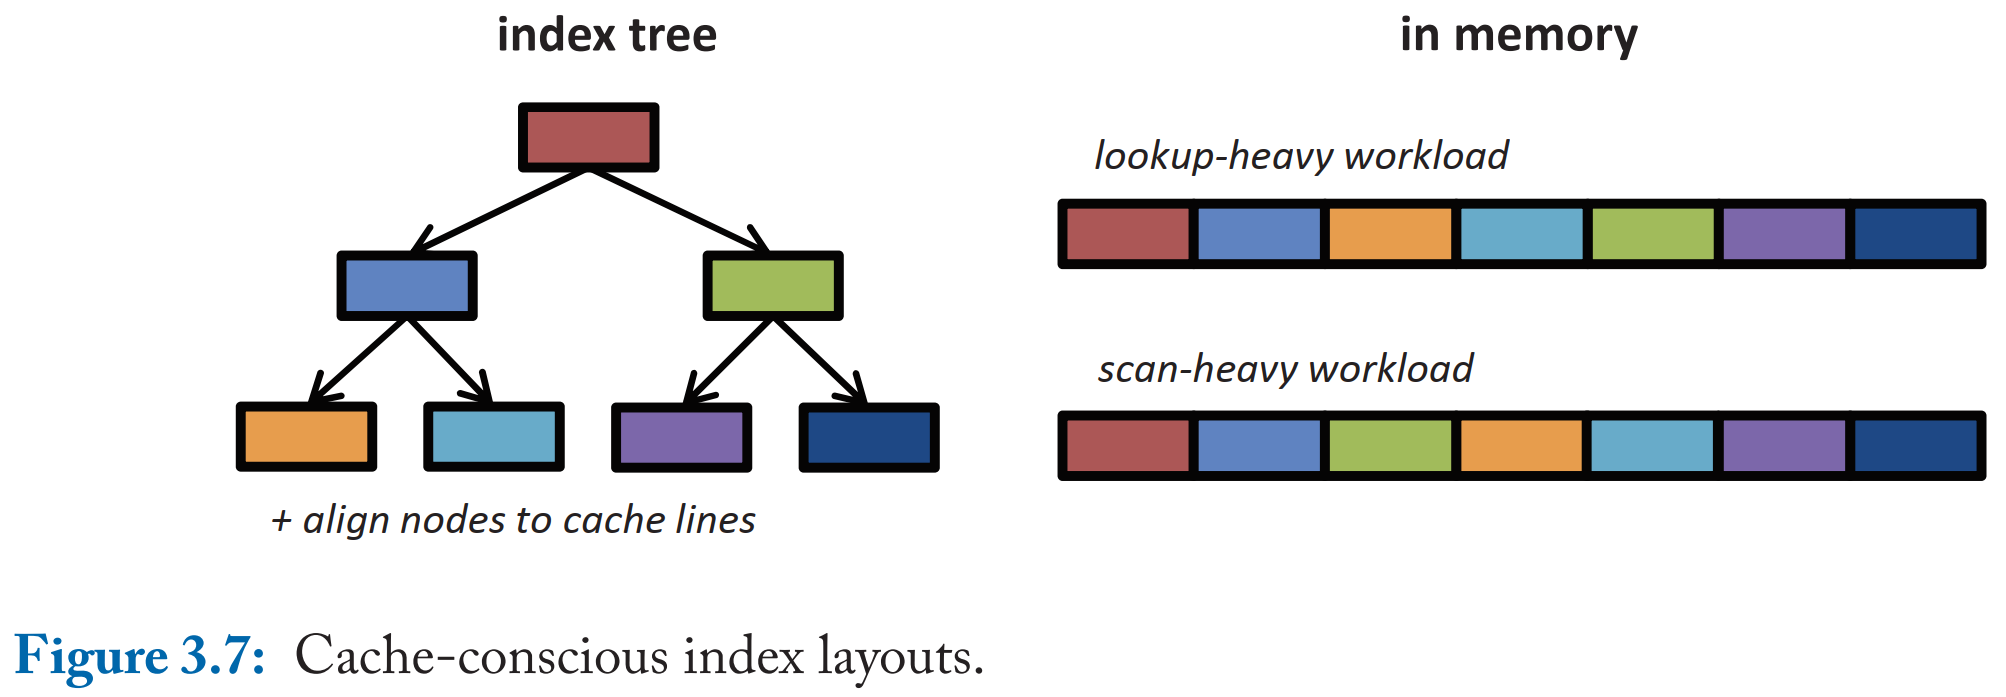 index tree
in memory
lookup-heavy workload
scan-heavy workload
+ align nodes to cache lines
Figure 3.7: Cache-conscious index layouts.